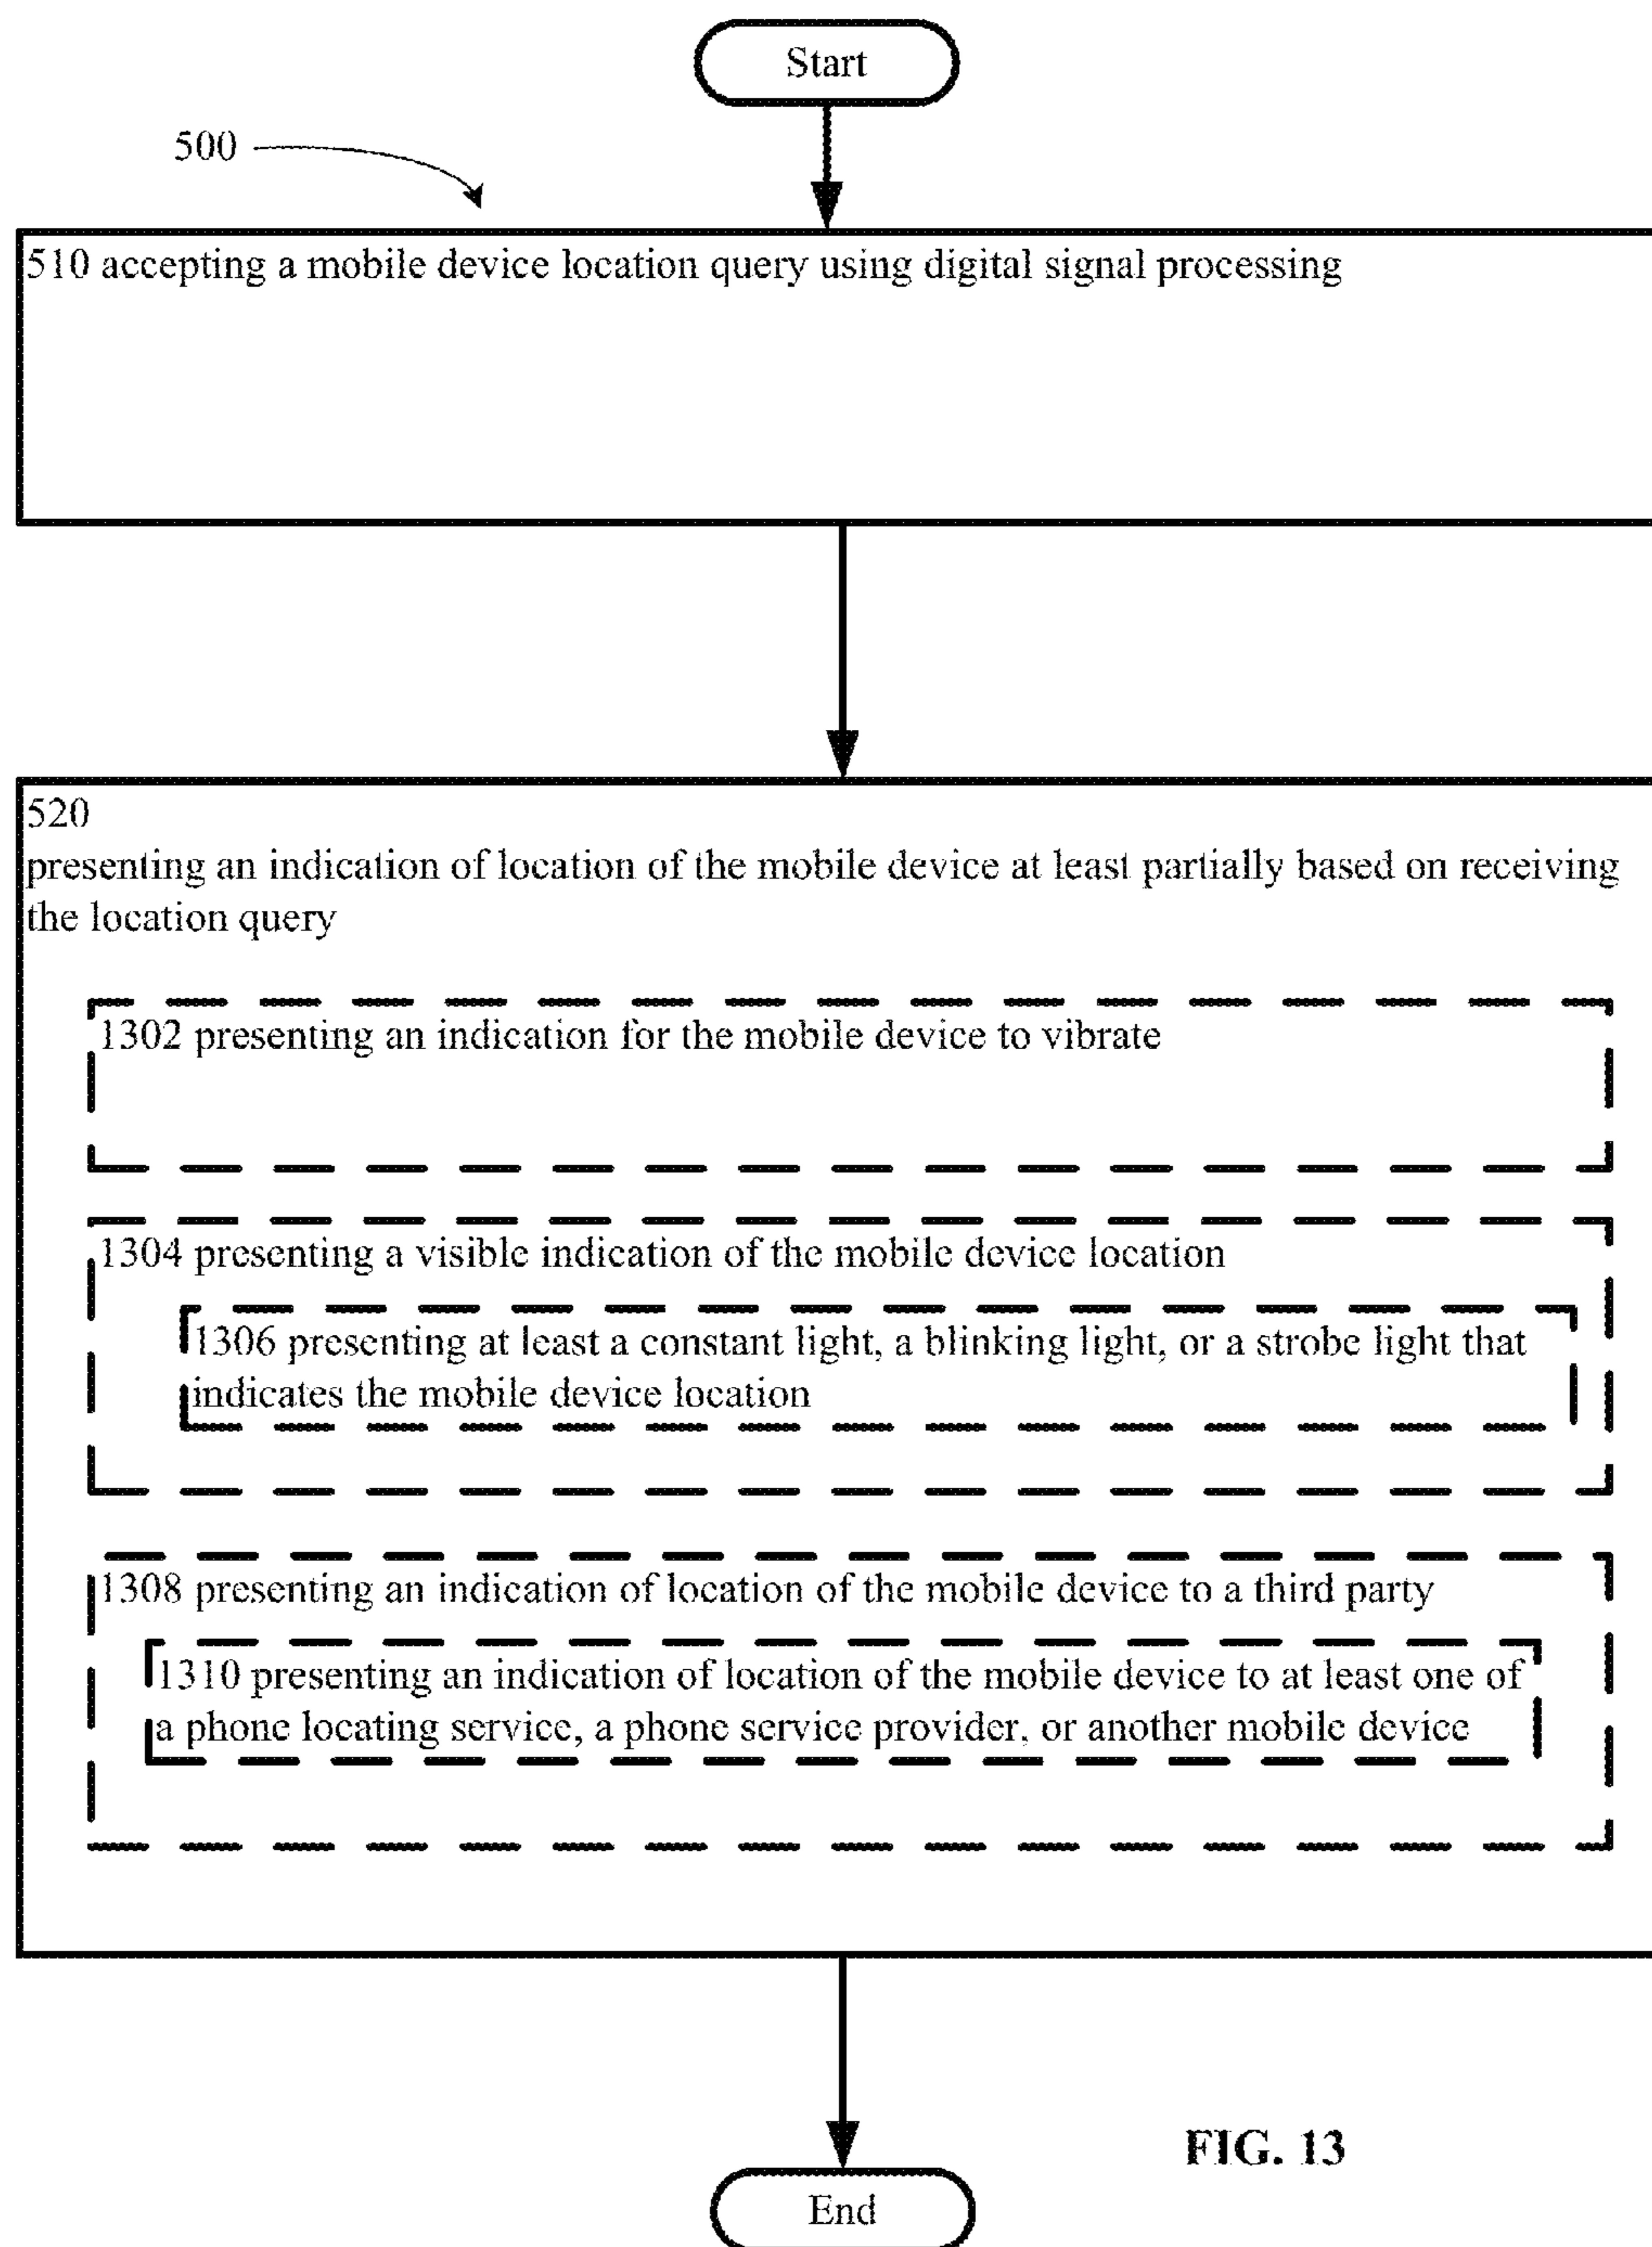 Start
500
510 accepting a mobile device location query using digital signal processing
520
presenting an indication of location of the mobile device at least partially based on receiving
the location query
1302 presenting an indication for the mobile device to vibrate
1304 presenting a visible indication of the mobile device location
1306 presenting at least a constant light, a blinking light, or a strobe light that
indicates the mobile device location
1308 presenting an indication of location of the mobile device to a third party
1310 presenting an indication of location of the mobile device to at least one of
a phone locating service, a phone service provider, or another mobile device
FIG. 13
End